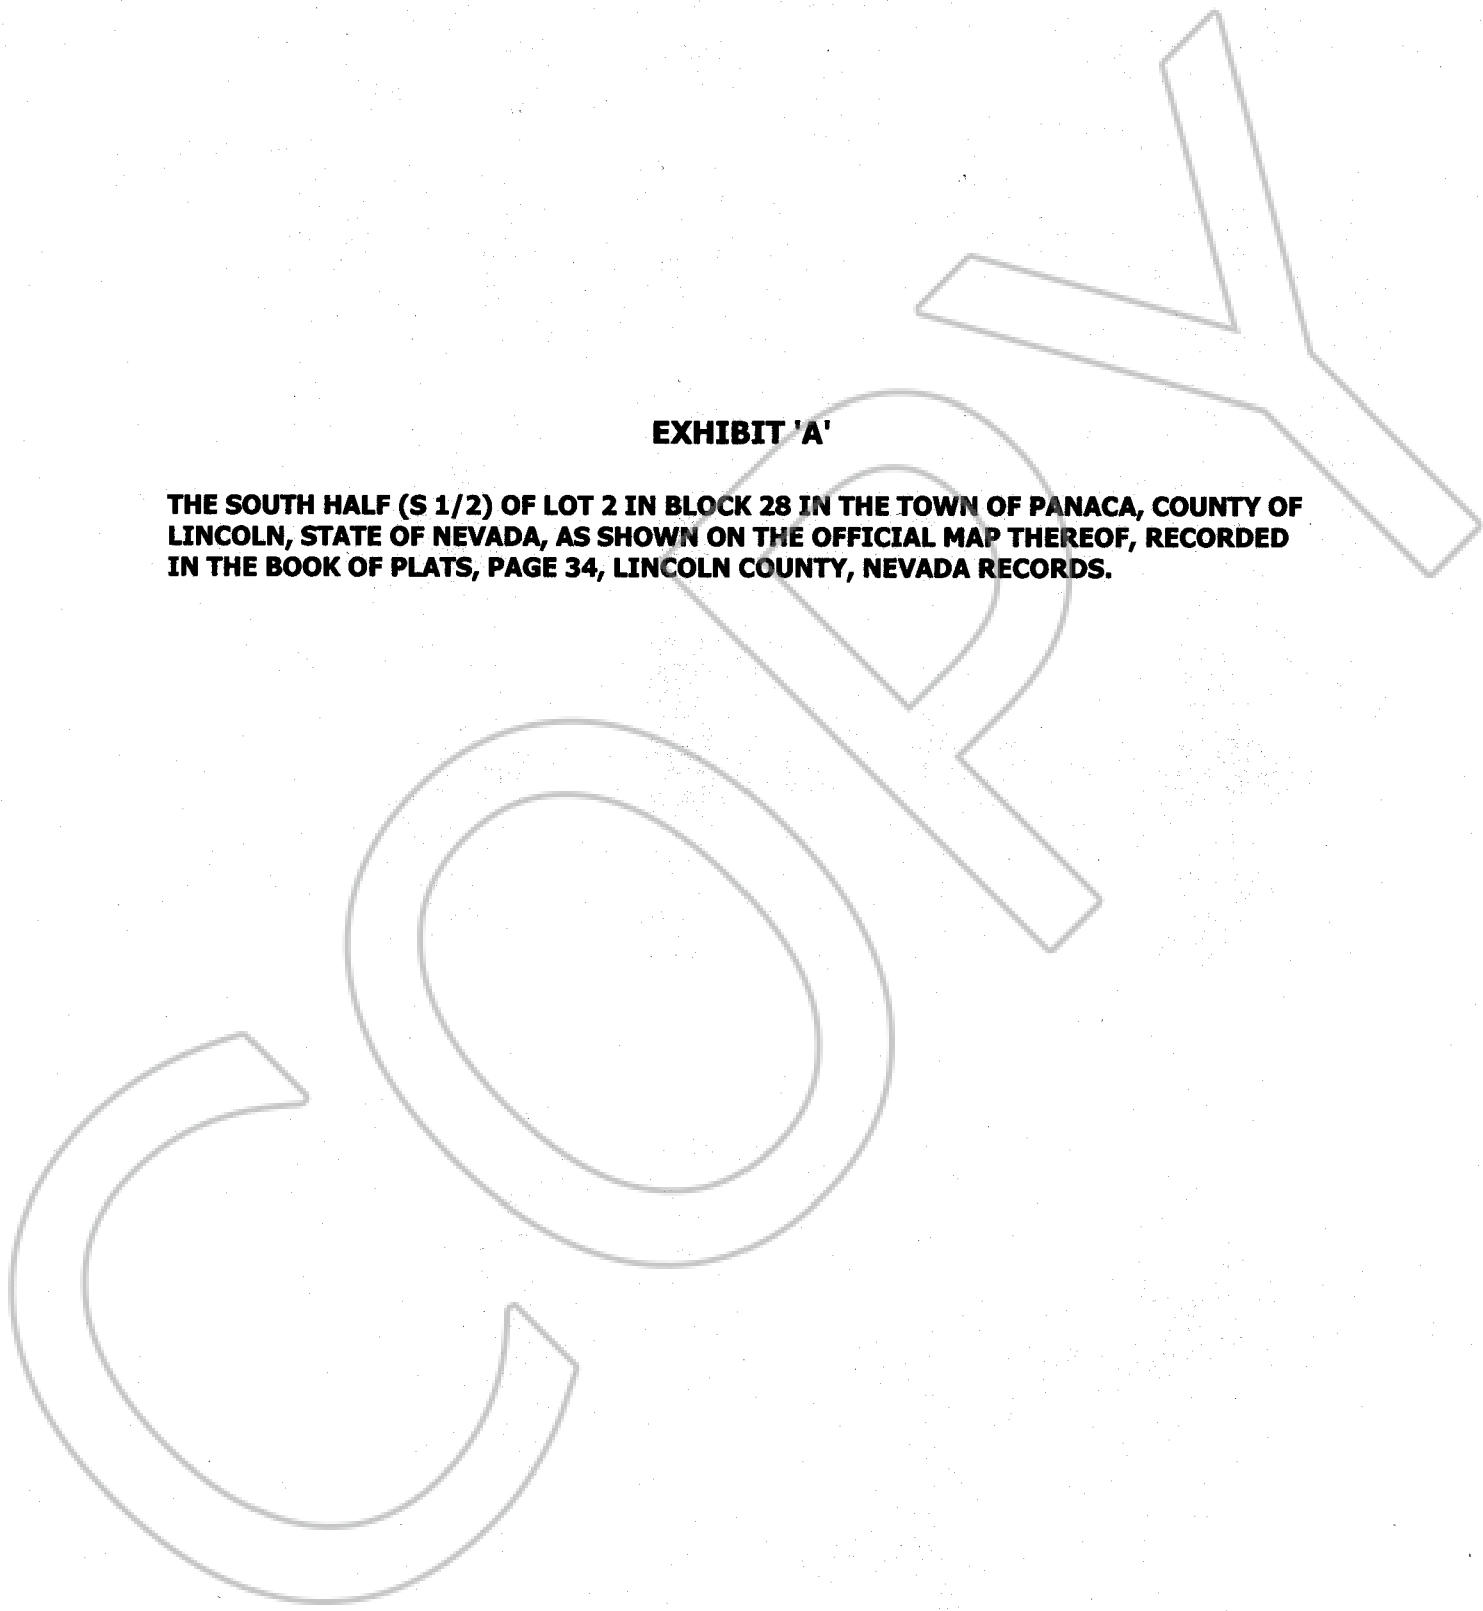 EXHIBIT 'A'
THE SOUTH HALF (S 1/2) OF LOT 2 IN BLOCK 28 IN THE TOWN OF PANACA, COUNTY OF
LINCOLN, STATE OF NEVADA, AS SHOWN ON THE OFFICIAL MAP THEREOF, RECORDED
IN THE BOOK OF PLATS, PAGE 34, LINCOLN COUNTY, NEVADA RECORDS.
COPY